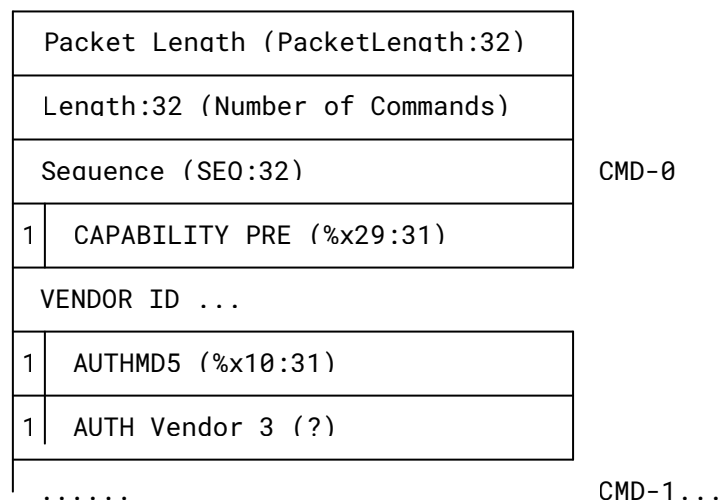 Packet Length (PacketLength:32)
Length:32 (Number of Commands)
Sequence (SEQ:32) CMD-0
1 CAPABILITY PRE (%x29:31)
VENDOR ID ...
1 AUTHMD5 (%x10:31)
1 AUTH Vendor 3 (?)
...... CMD-1...